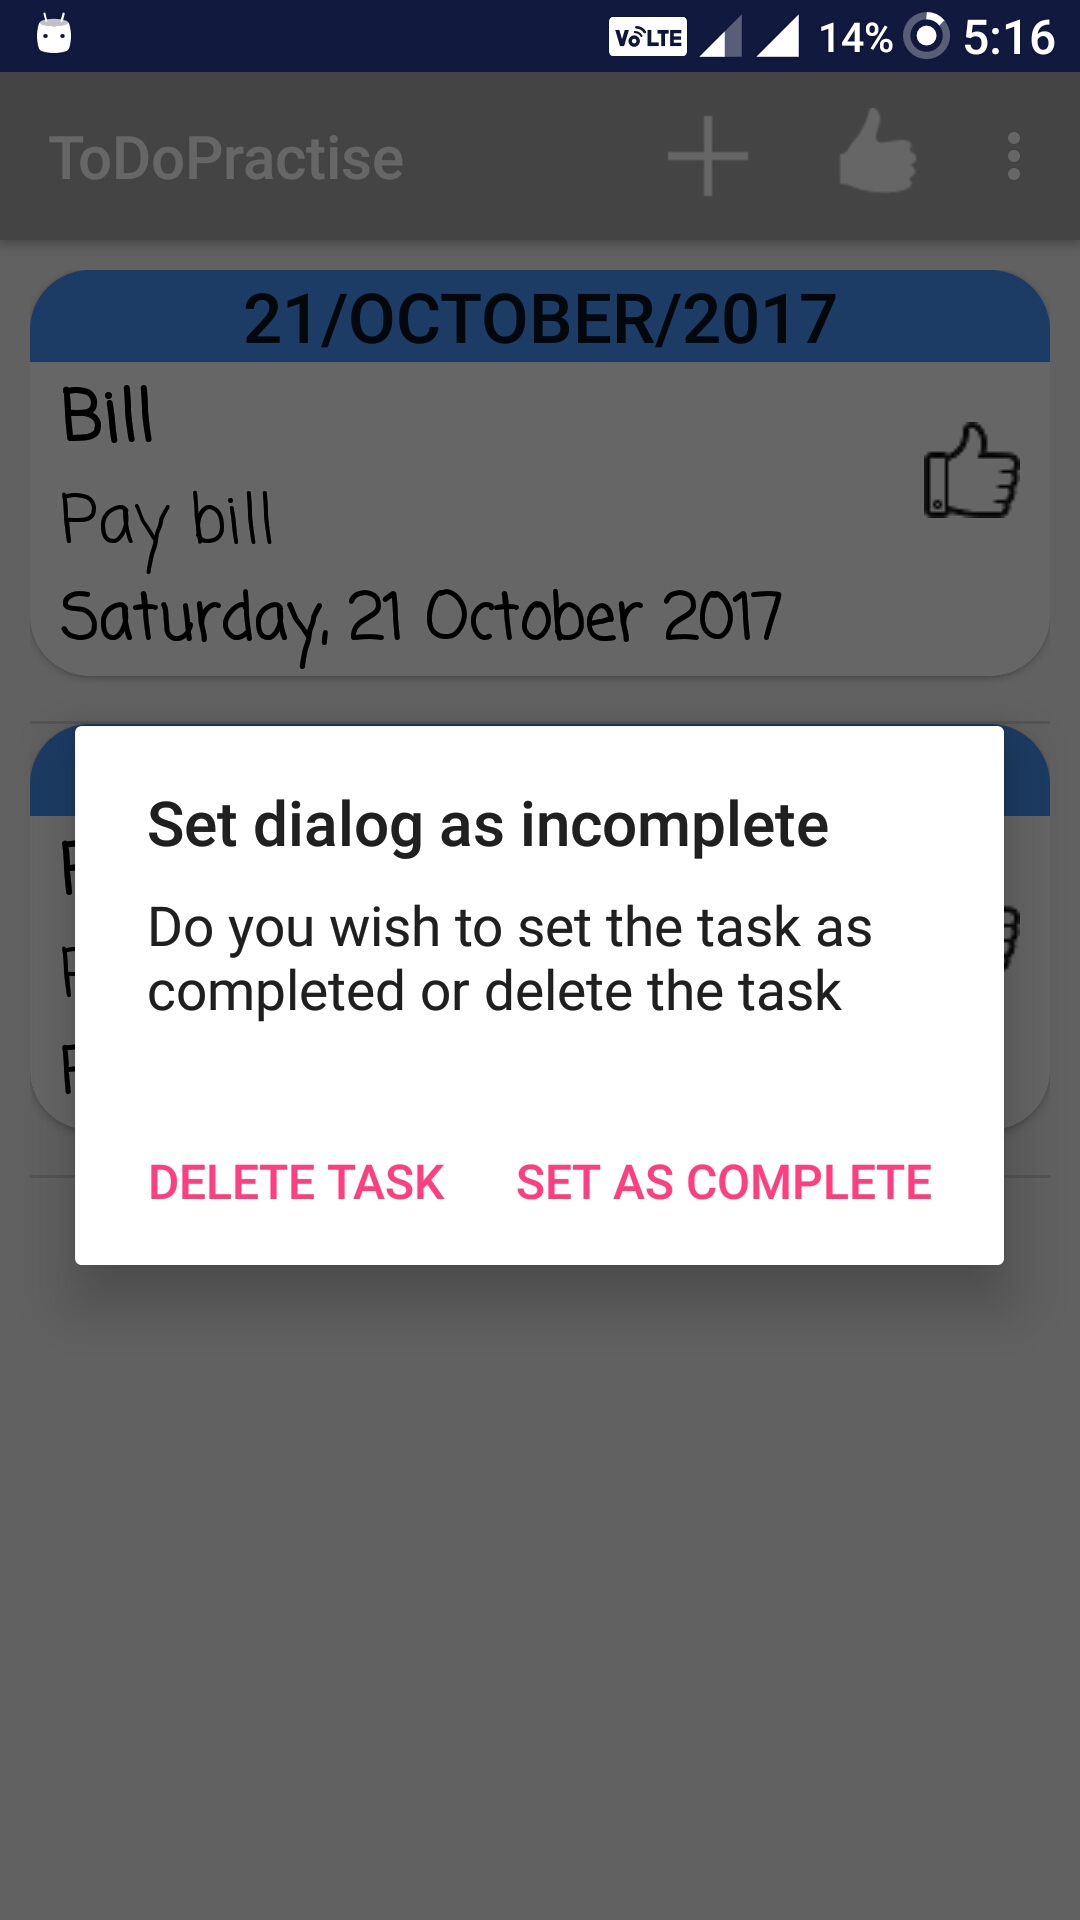 VoLTE 14% 5:16
ToDoPractise
21/OCTOBER/2017
Bill
Pay bill
Saturday, 21 October 2017
Set dialog as incomplete
Do you wish to set the task as
completed or delete the task
DELETE TASK SET AS COMPLETE